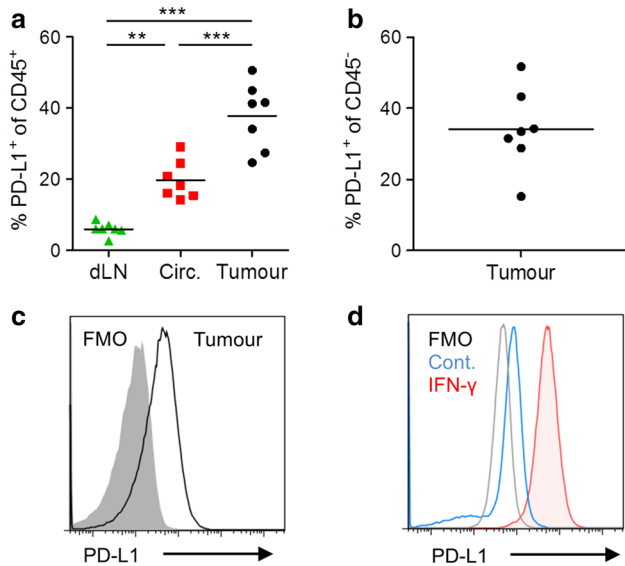 a
***
** ***
% PD-L1⁺ of CD45⁺
60
40
20
0
dLN Circ. Tumour
b
% PD-L1⁺ of CD45⁻
60
40
20
0
Tumour
c
FMO Tumour
PD-L1
d
FMO
Cont.
IFN-γ
PD-L1